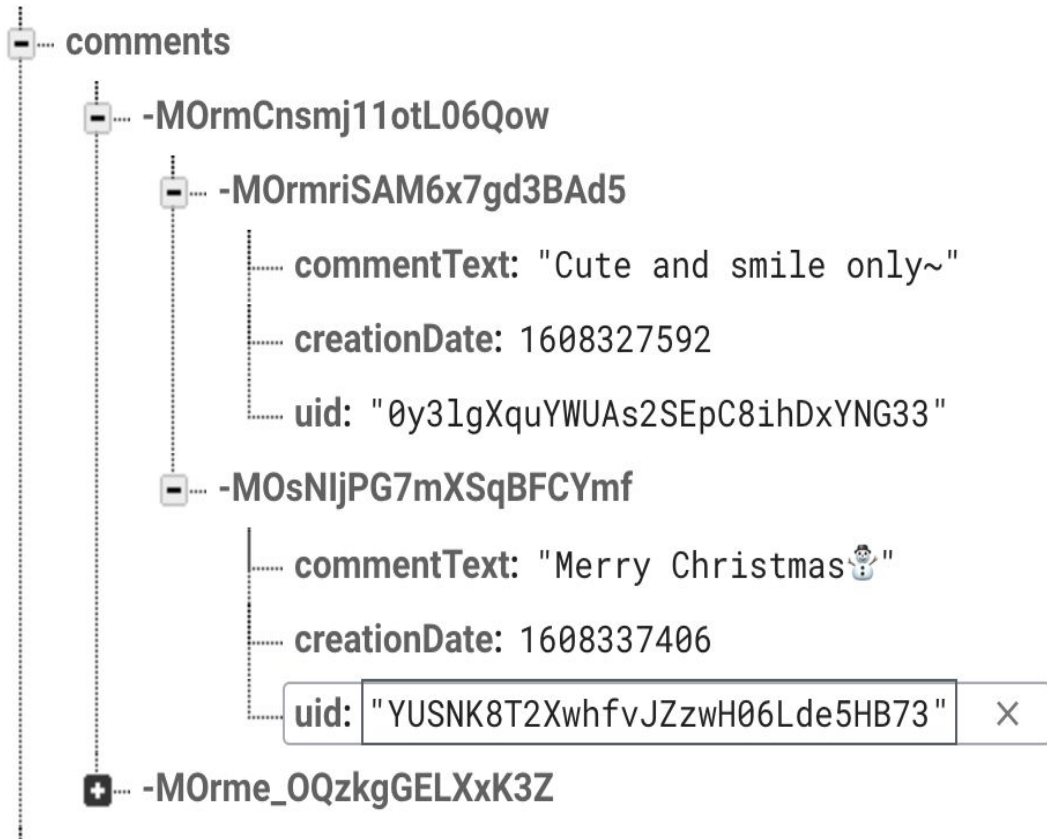 comments
-MOrmCnsmj11otL06Qow
-MOrmriSAM6x7gd3BAd5
commentText: "Cute and smile only~"
creationDate: 1608327592
uid: "0y3lgXquYWUAs2SEpC8ihDxYNG33"
-MOsNIjPG7mXSqBFCYmf
commentText: "Merry Christmas⛄"
creationDate: 1608337406
uid: "YUSNK8T2XwhfvJZzwH06Lde5HB73" ×
-MOrme_OQzkgGELXxK3Z